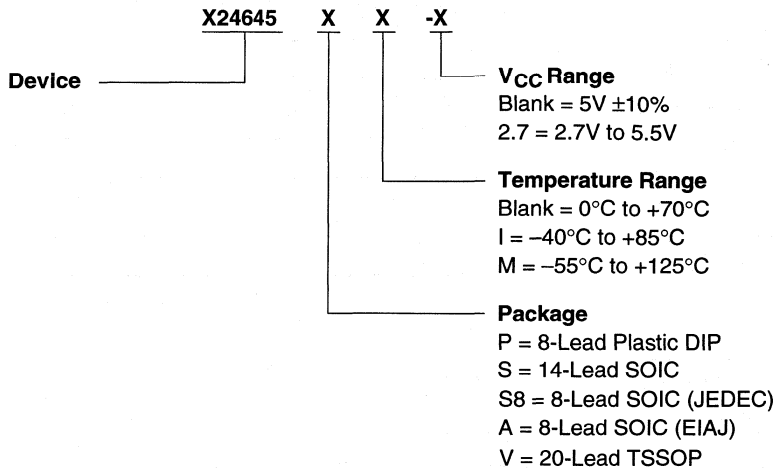 X24645 X X -X
Device
VCC Range
Blank = 5V ±10%
2.7 = 2.7V to 5.5V
Temperature Range
Blank = 0°C to +70°C
I = –40°C to +85°C
M = –55°C to +125°C
Package
P = 8-Lead Plastic DIP
S = 14-Lead SOIC
S8 = 8-Lead SOIC (JEDEC)
A = 8-Lead SOIC (EIAJ)
V = 20-Lead TSSOP